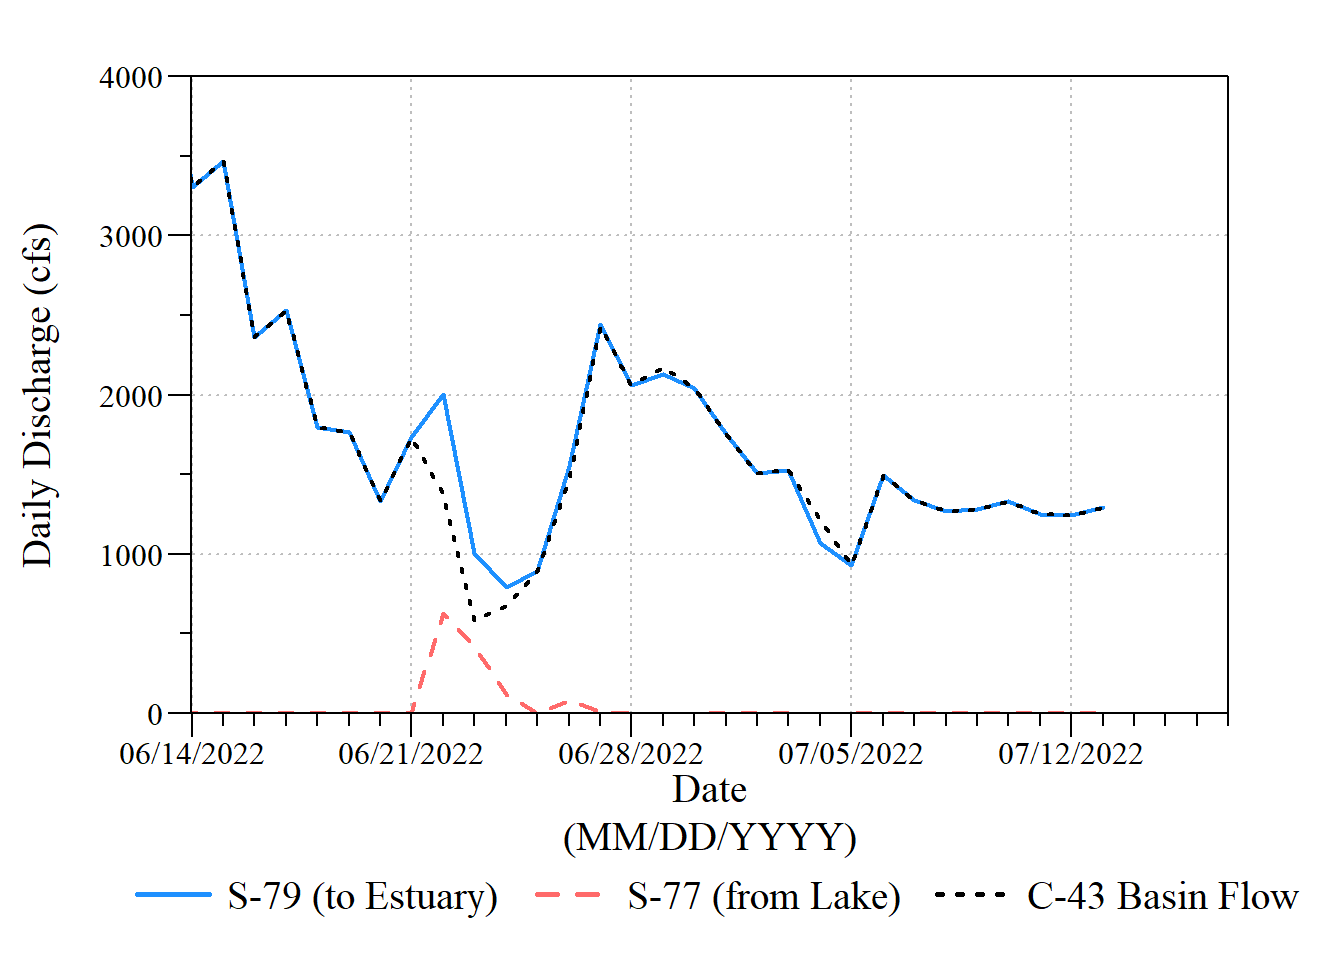 Daily Discharge (cfs)
4000
3000
2000
1000
0
06/14/2022 06/21/2022 06/28/2022 07/05/2022 07/12/2022
Date
(MM/DD/YYYY)
S-79 (to Estuary) S-77 (from Lake) C-43 Basin Flow